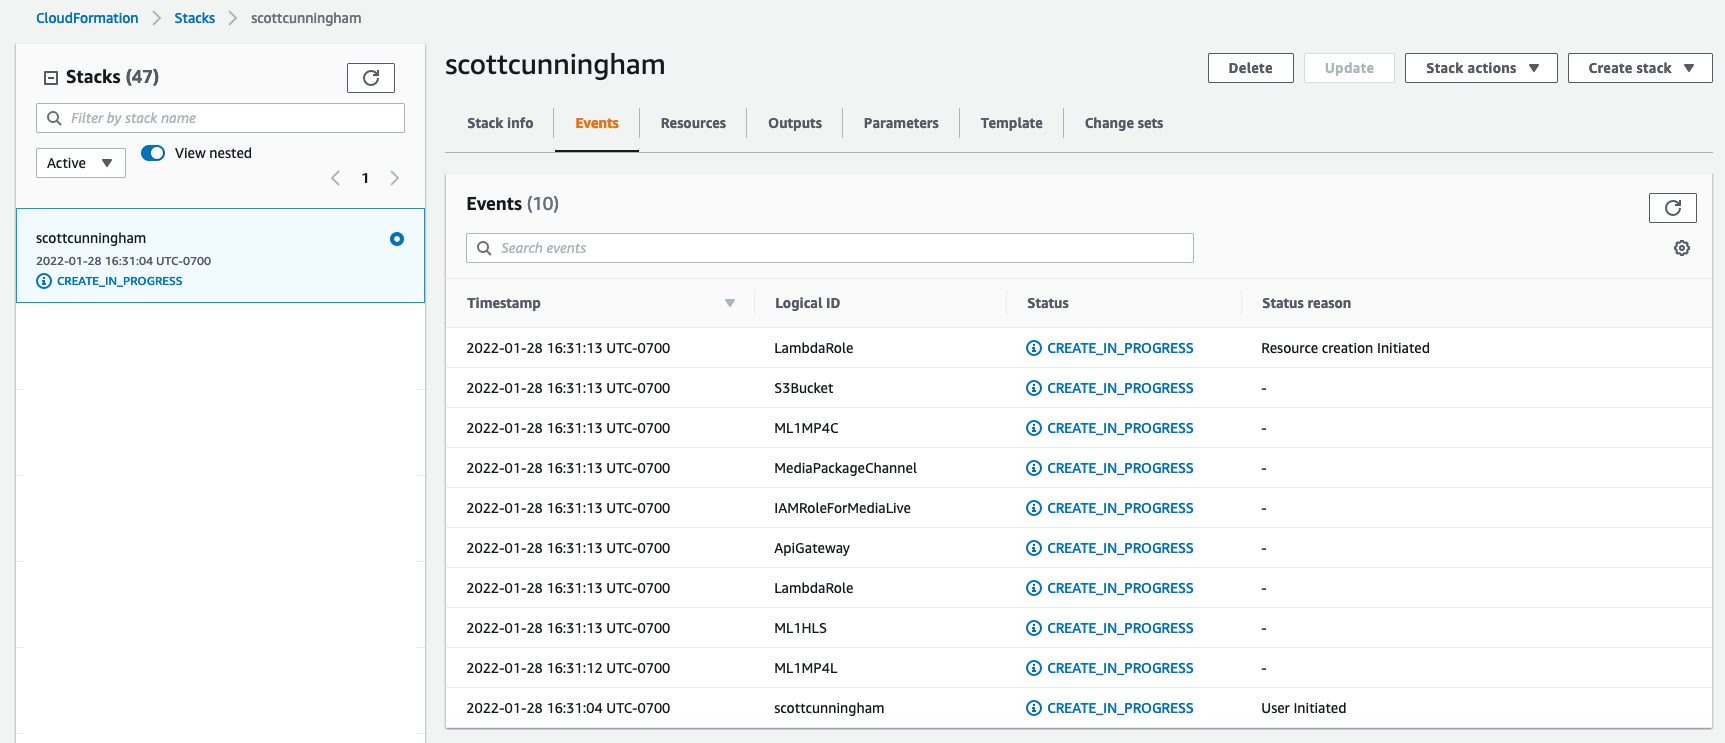 CloudFormation > Stacks > scottcunningham
Stacks (47)
Filter by stack name
Active
View nested
1
scottcunningham
2022-01-28 16:31:04 UTC-0700
CREATE_IN_PROGRESS
scottcunningham
Delete Update Stack actions Create stack
Stack info Events Resources Outputs Parameters Template Change sets
Events (10)
Search events
Timestamp Logical ID Status Status reason
2022-01-28 16:31:13 UTC-0700 LambdaRole CREATE_IN_PROGRESS Resource creation Initiated
2022-01-28 16:31:13 UTC-0700 S3Bucket CREATE_IN_PROGRESS -
2022-01-28 16:31:13 UTC-0700 ML1MP4C CREATE_IN_PROGRESS -
2022-01-28 16:31:13 UTC-0700 MediaPackageChannel CREATE_IN_PROGRESS -
2022-01-28 16:31:13 UTC-0700 IAMRoleForMediaLive CREATE_IN_PROGRESS -
2022-01-28 16:31:13 UTC-0700 ApiGateway CREATE_IN_PROGRESS -
2022-01-28 16:31:13 UTC-0700 LambdaRole CREATE_IN_PROGRESS -
2022-01-28 16:31:13 UTC-0700 ML1HLS CREATE_IN_PROGRESS -
2022-01-28 16:31:12 UTC-0700 ML1MP4L CREATE_IN_PROGRESS -
2022-01-28 16:31:04 UTC-0700 scottcunningham CREATE_IN_PROGRESS User Initiated